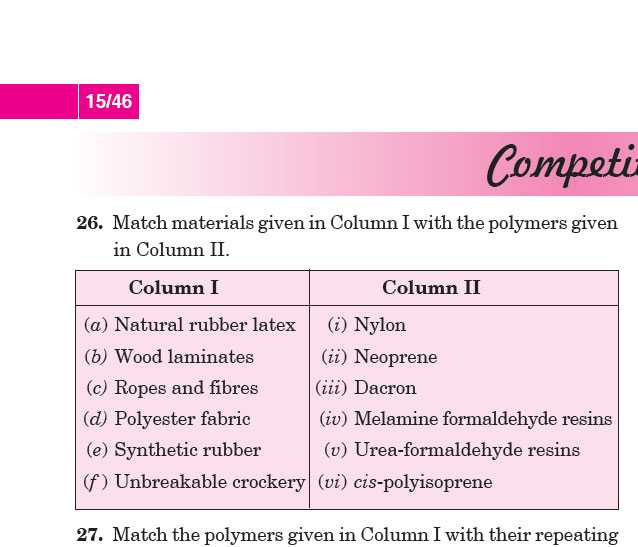 15/46
Competi
26. Match materials given in Column I with the polymers given
in Column II.
Column I Column II
(a) Natural rubber latex (i) Nylon
(b) Wood laminates (ii) Neoprene
(c) Ropes and fibres (iii) Dacron
(d) Polyester fabric (iv) Melamine formaldehyde resins
(e) Synthetic rubber (v) Urea-formaldehyde resins
(f) Unbreakable crockery (vi) cis-polyisoprene
27. Match the polymers given in Column I with their repeating